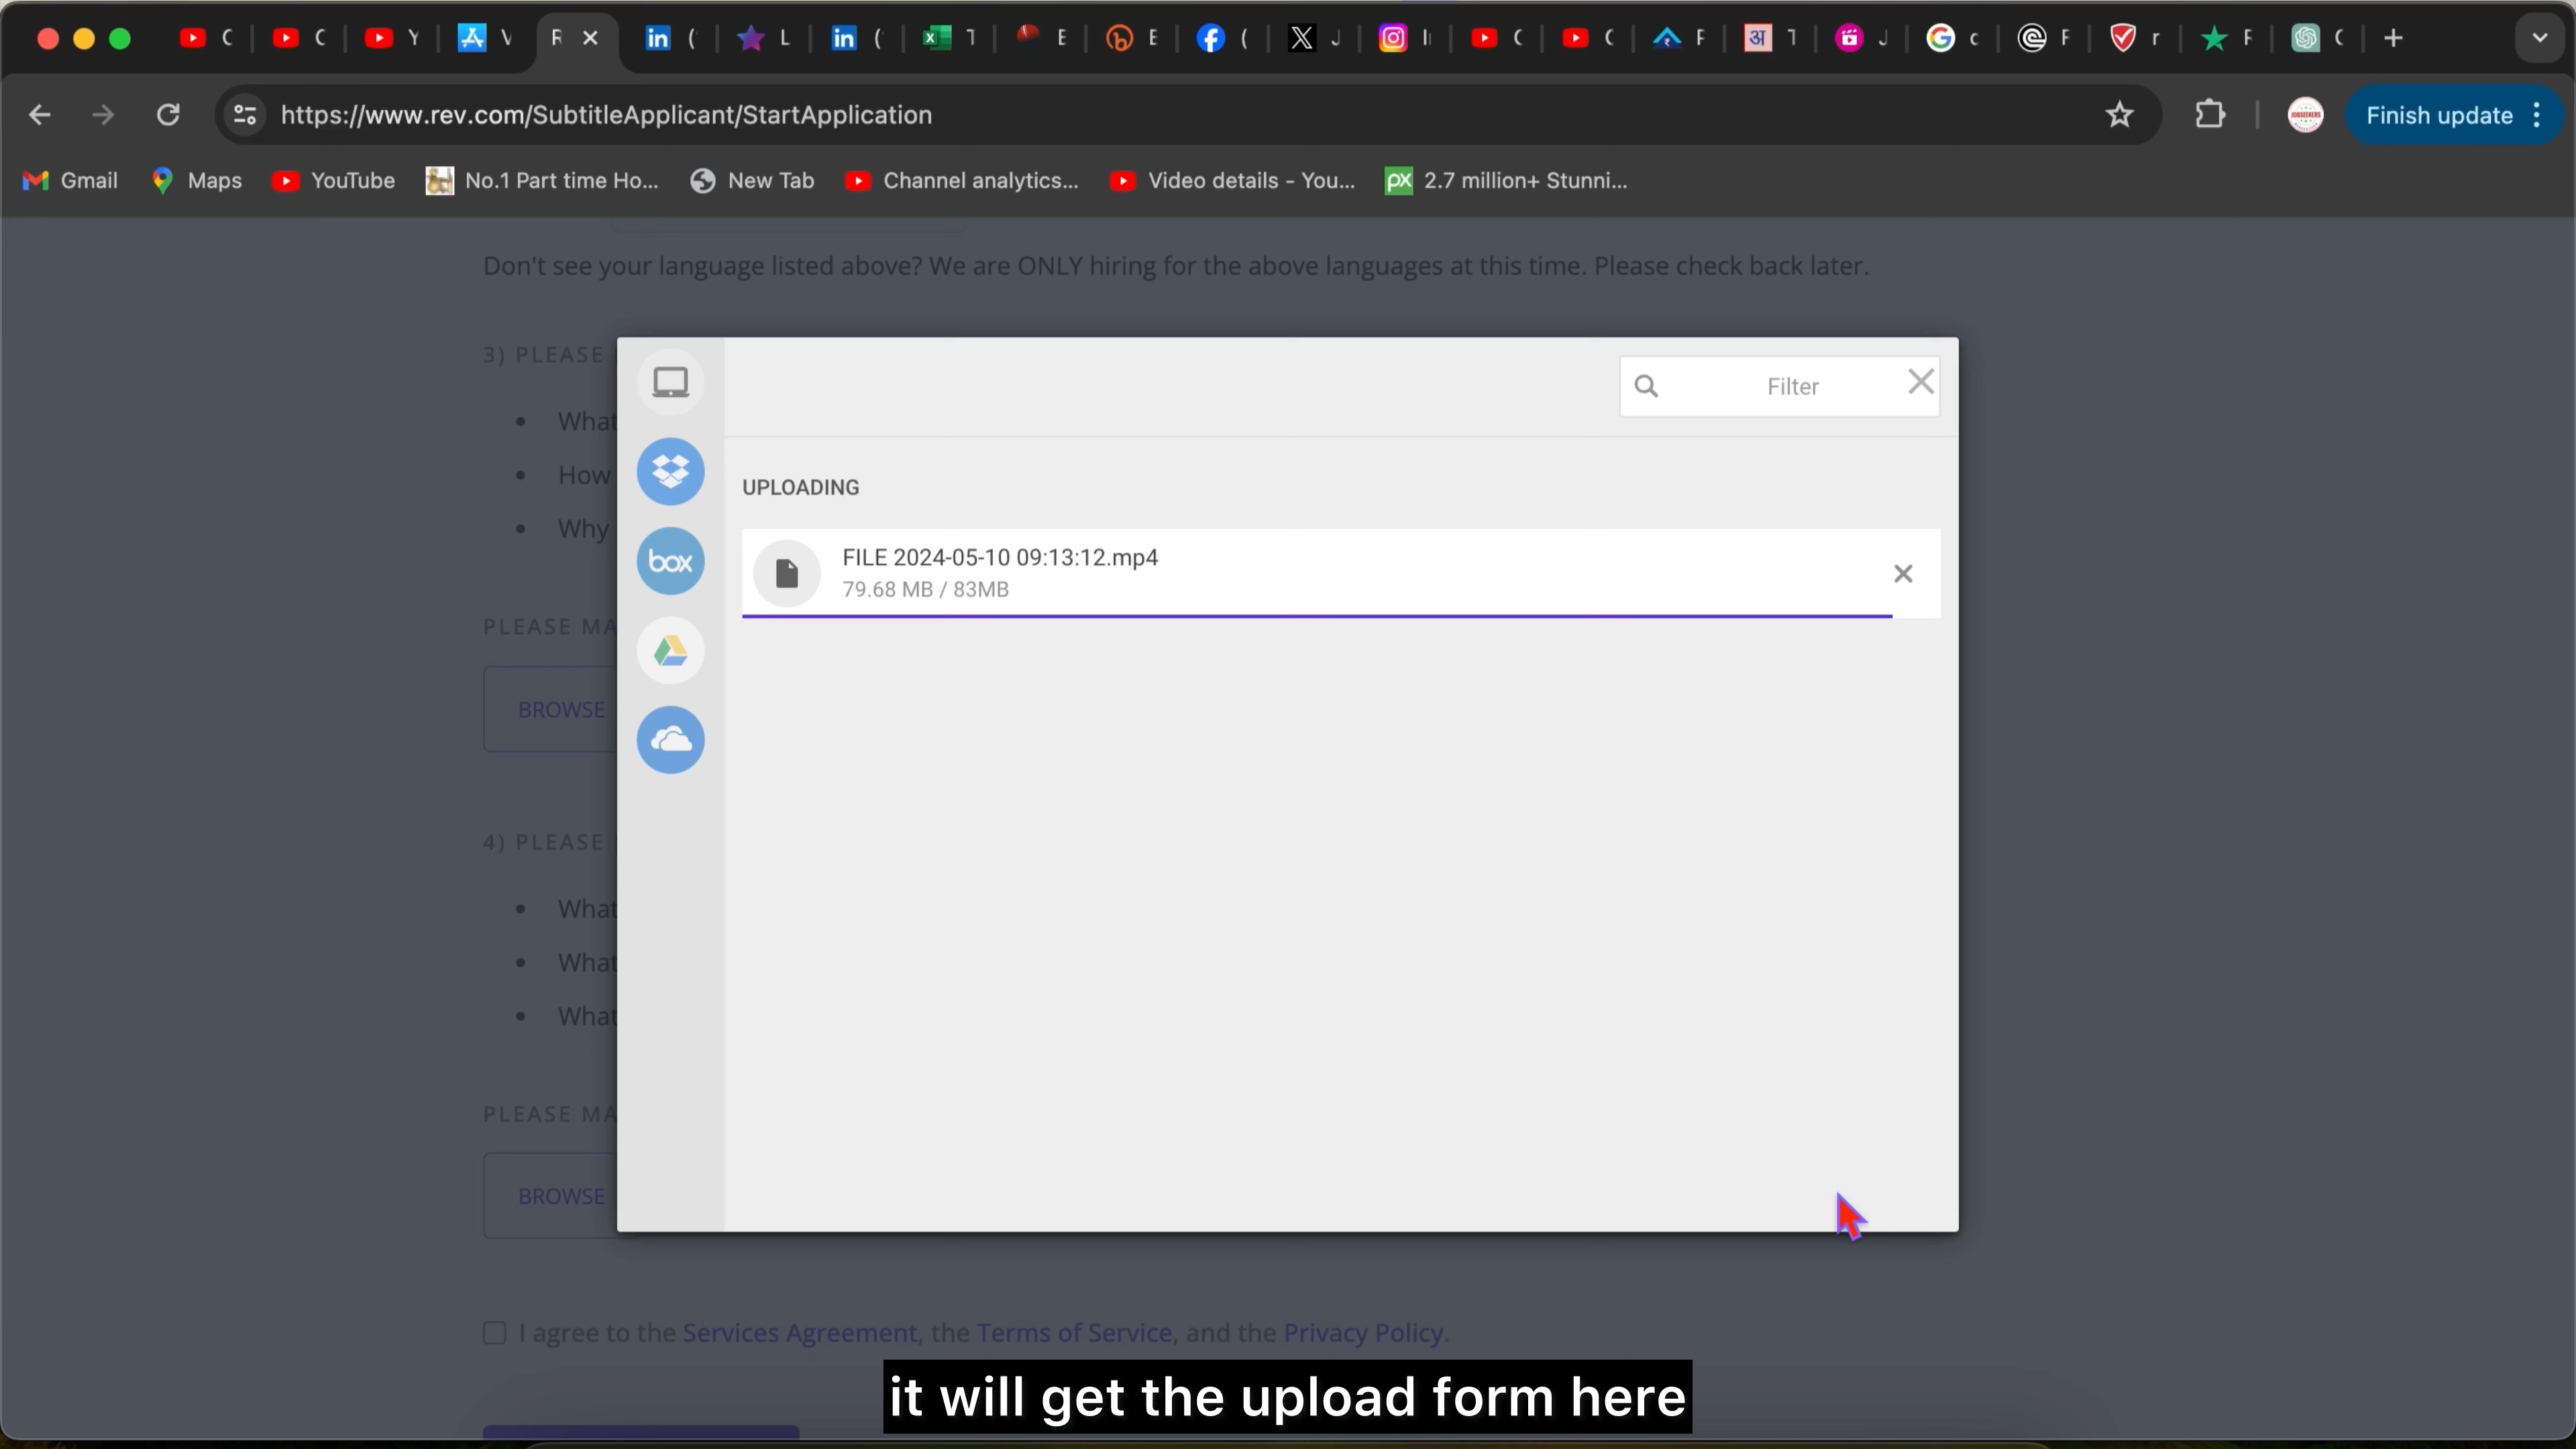 C
C
Y
V
F
(
L
(
T
E
E
(
J
I
C
C
F
अ
T
J
c
F
r
F
C
https://www.rev.com/SubtitleApplicant/StartApplication
JOBSEEKERS
Finish update
Gmail
Maps
YouTube
No.1 Part time Ho...
New Tab
Channel analytics...
Video details - You...
px
2.7 million+ Stunni...
Don't see your language listed above? We are ONLY hiring for the above languages at this time. Please check back later.
3) PLEASE
• What
• How
• Why
PLEASE MA
BROWSE
4) PLEASE
• What
• What
• What
PLEASE MA
BROWSE
Filter
box
UPLOADING
FILE 2024-05-10 09:13:12.mp4
79.68 MB / 83MB
I agree to the Services Agreement, the Terms of Service, and the Privacy Policy.
it will get the upload form here